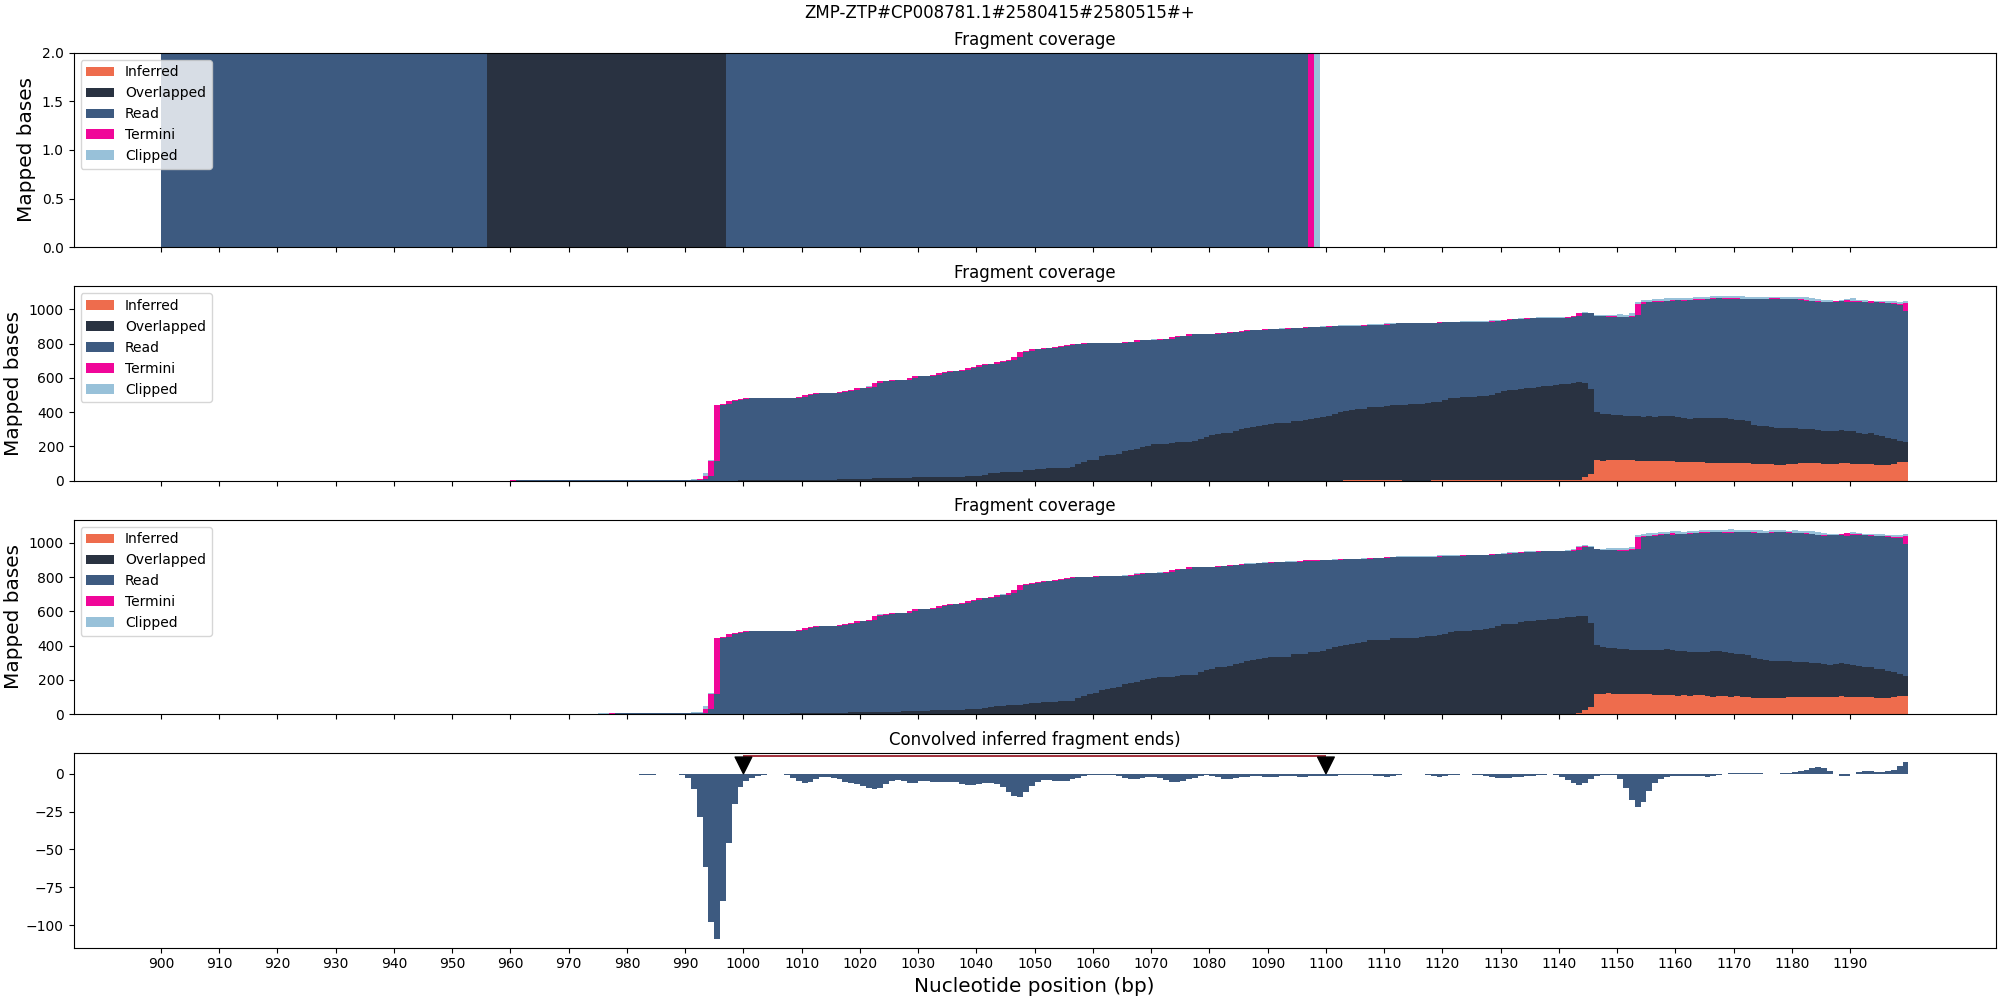 ZMP-ZTP#CP008781.1#2580415#2580515#+
Fragment coverage
Mapped bases
2.0
1.5
1.0
0.5
0.0
Inferred
Overlapped
Read
Termini
Clipped
Fragment coverage
Mapped bases
1000
800
600
400
200
0
Inferred
Overlapped
Read
Termini
Clipped
Fragment coverage
Mapped bases
1000
800
600
400
200
0
Inferred
Overlapped
Read
Termini
Clipped
Convolved inferred fragment ends)
0
−25
−50
−75
−100
900 910 920 930 940 950 960 970 980 990 1000 1010 1020 1030 1040 1050 1060 1070 1080 1090 1100 1110 1120 1130 1140 1150 1160 1170 1180 1190
Nucleotide position (bp)